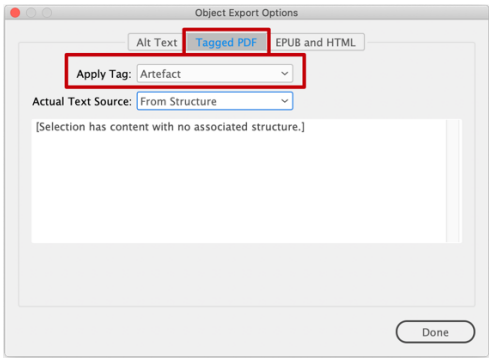 Object Export Options
Alt Text Tagged PDF EPUB and HTML
Apply Tag: Artefact
Actual Text Source: From Structure
[Selection has content with no associated structure.]
Done